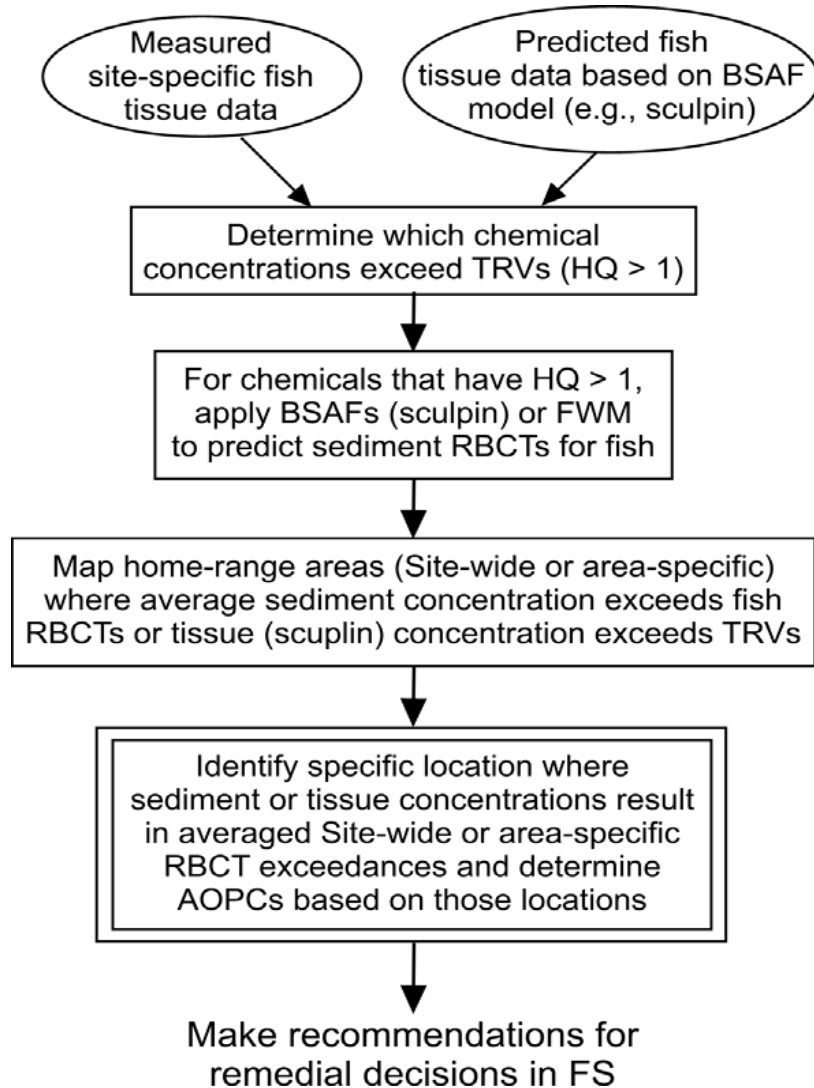 Measured
site-specific fish
tissue data
Predicted fish
tissue data based on BSAF
model (e.g., sculpin)
Determine which chemical
concentrations exceed TRVs (HQ > 1)
For chemicals that have HQ > 1,
apply BSAFs (sculpin) or FWM
to predict sediment RBCTs for fish
Map home-range areas (Site-wide or area-specific)
where average sediment concentration exceeds fish
RBCTs or tissue (scuplin) concentration exceeds TRVs
Identify specific location where
sediment or tissue concentrations result
in averaged Site-wide or area-specific
RBCT exceedances and determine
AOPCs based on those locations
Make recommendations for
remedial decisions in FS